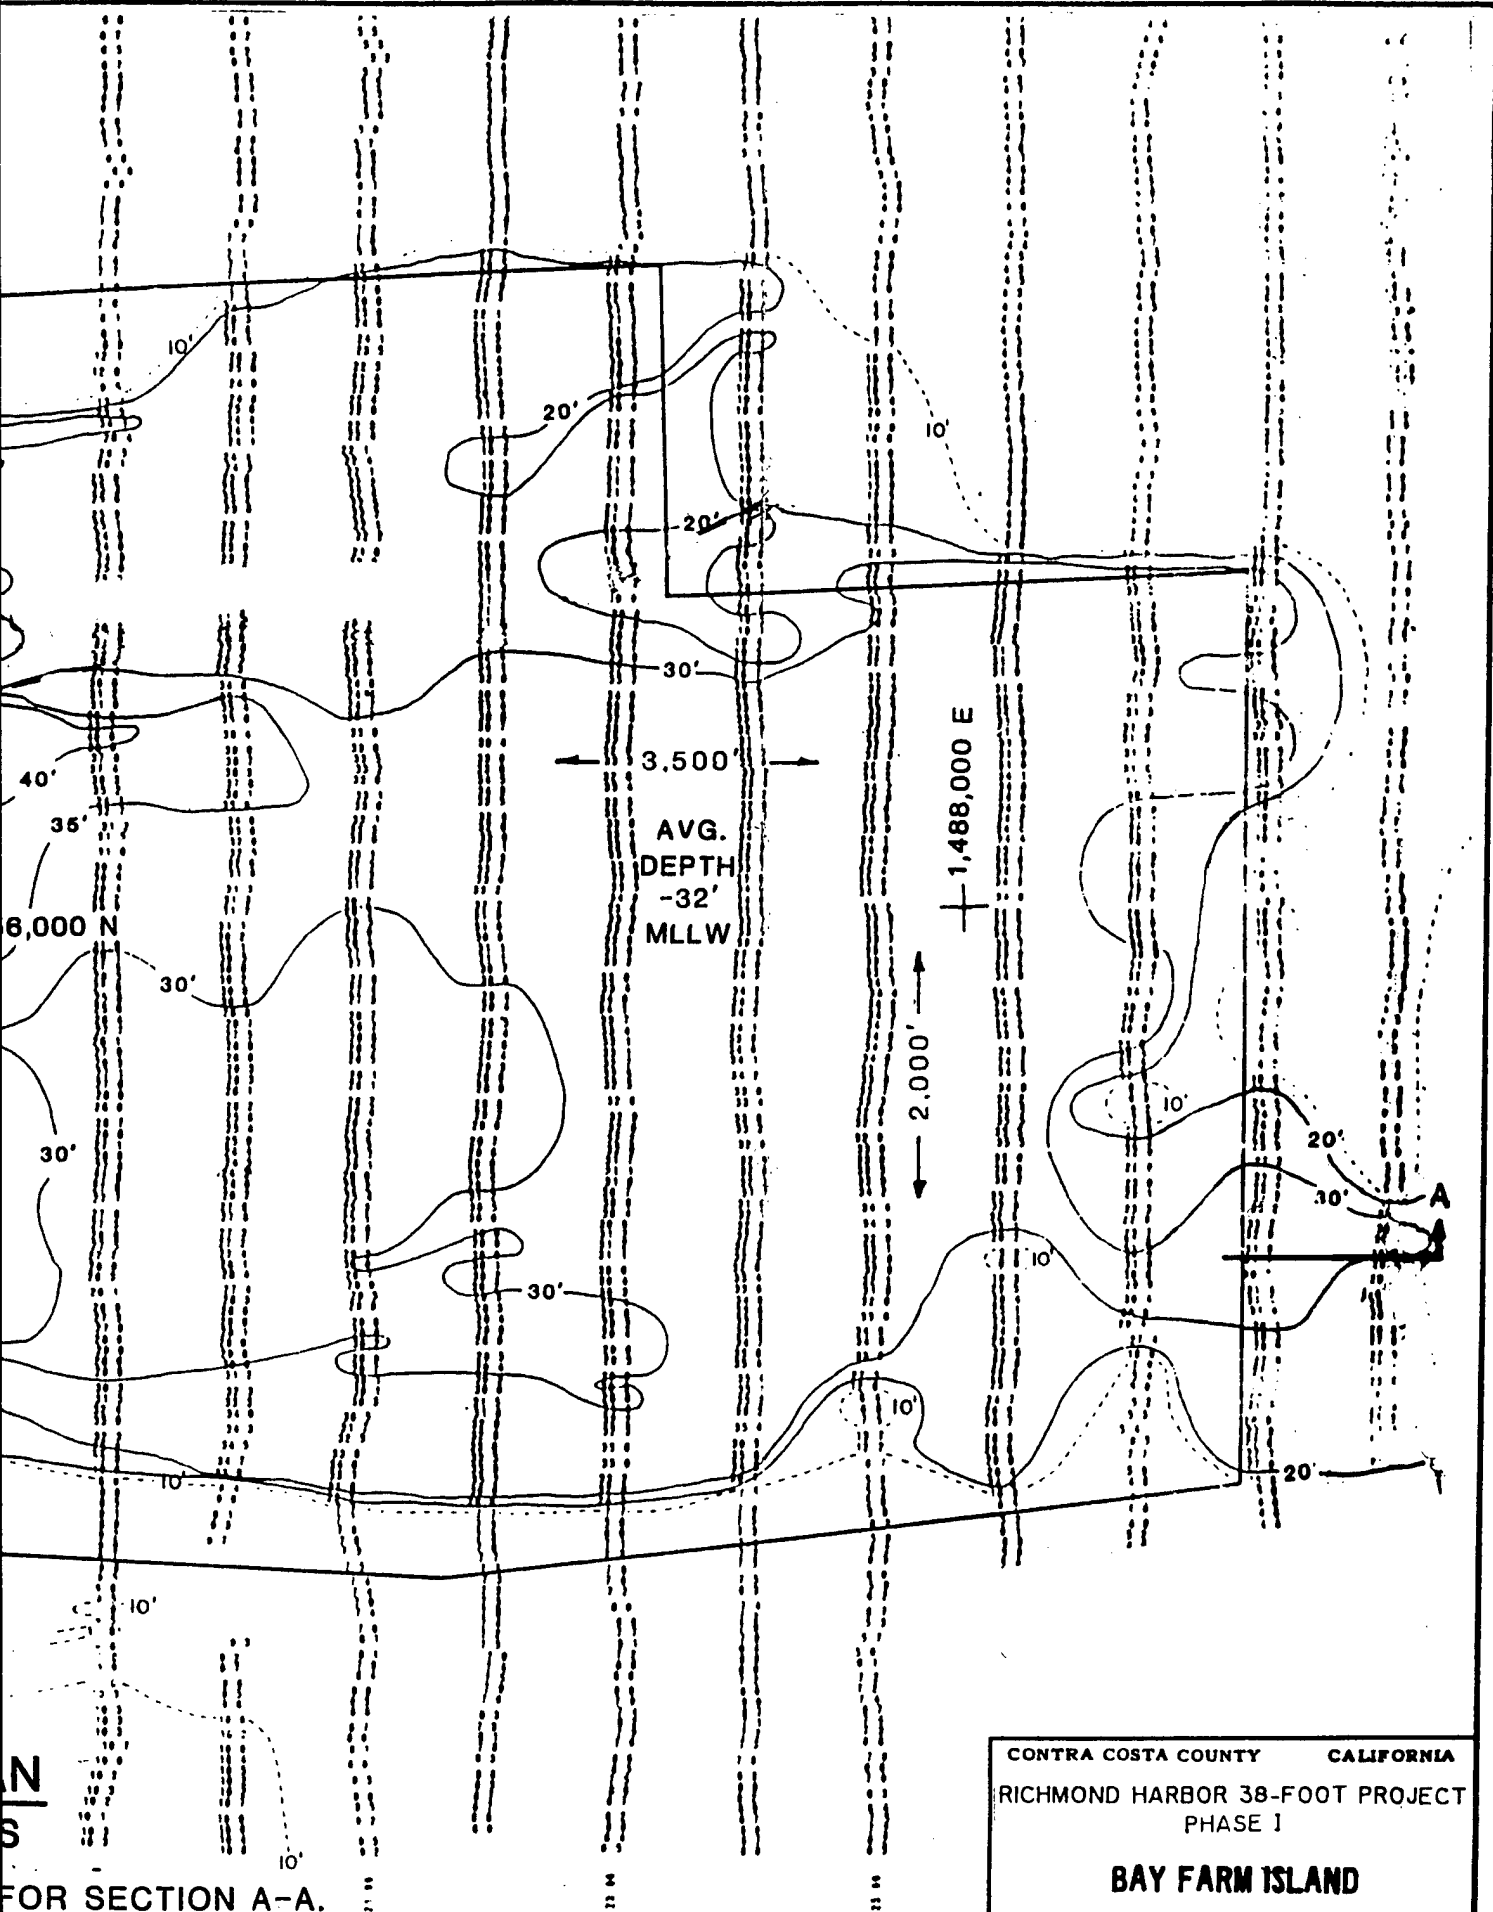 10'
20'
10'
20'
30'
3,500'
1,488,000 E
40'
35'
AVG.
DEPTH
-32'
MLLW
6,000 N
30'
2,000'
10'
30'
20'
30'
A
10'
30'
10'
10'
20'
10'
10'
AN
S
FOR SECTION A-A.
CONTRA COSTA COUNTY CALIFORNIA
RICHMOND HARBOR 38-FOOT PROJECT
PHASE I
BAY FARM ISLAND